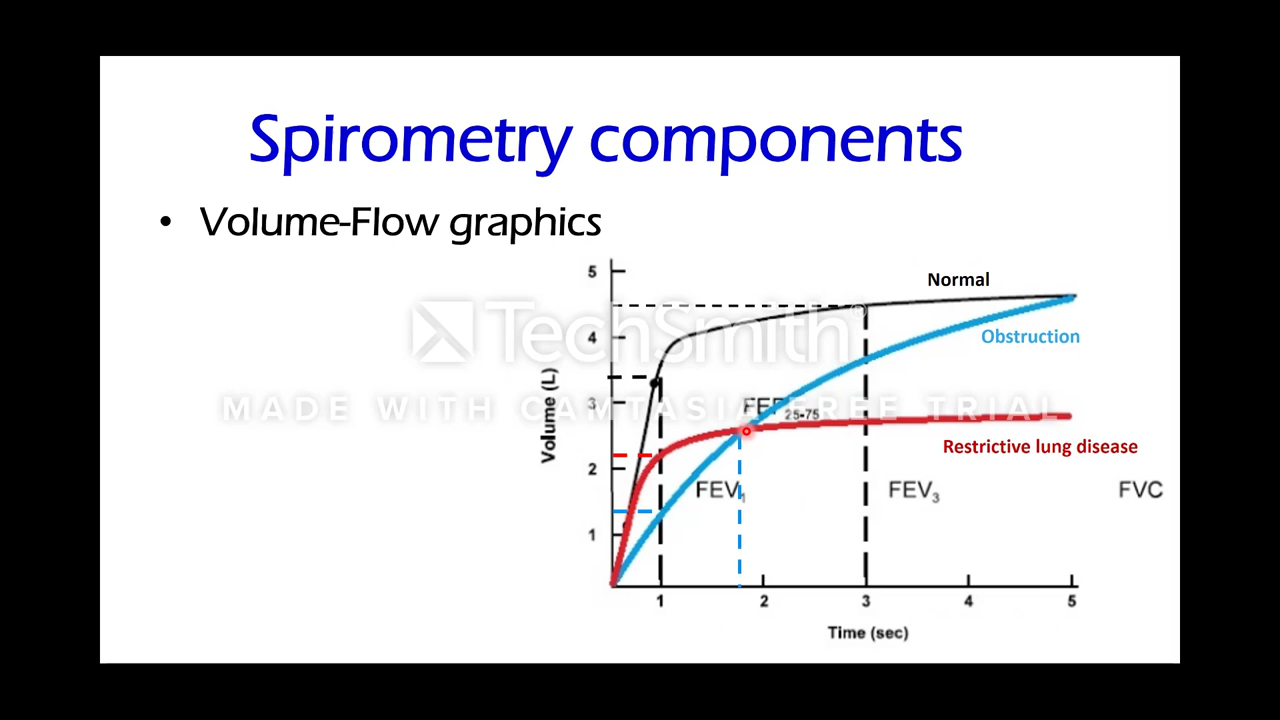 Spirometry components
• Volume-Flow graphics
5
Normal
TechSmith
4
Obstruction
MADE WITH CAMTASIA FREE TRIAL
3
FEF25-75
Volume (L)
Restrictive lung disease
2
FEV1
FEV3
FVC
1
1 2 3 4 5
Time (sec)